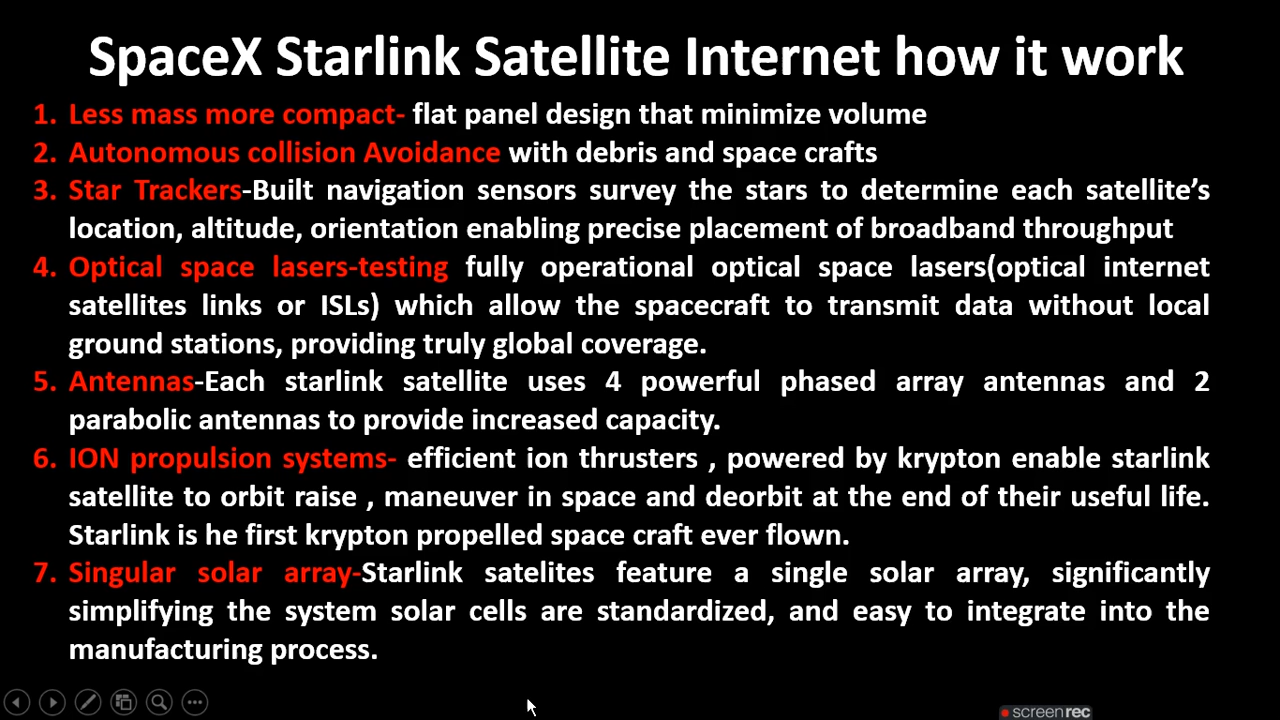 SpaceX Starlink Satellite Internet how it work
1. Less mass more compact- flat panel design that minimize volume
2. Autonomous collision Avoidance with debris and space crafts
3. Star Trackers-Built navigation sensors survey the stars to determine each satellite's
location, altitude, orientation enabling precise placement of broadband throughput
4. Optical space lasers-testing fully operational optical space lasers(optical internet
satellites links or ISLs) which allow the spacecraft to transmit data without local
ground stations, providing truly global coverage.
5. Antennas-Each starlink satellite uses 4 powerful phased array antennas and 2
parabolic antennas to provide increased capacity.
6. ION propulsion systems- efficient ion thrusters , powered by krypton enable starlink
satellite to orbit raise , maneuver in space and deorbit at the end of their useful life.
Starlink is he first krypton propelled space craft ever flown.
7. Singular solar array-Starlink satelites feature a single solar array, significantly
simplifying the system solar cells are standardized, and easy to integrate into the
manufacturing process.
screenrec